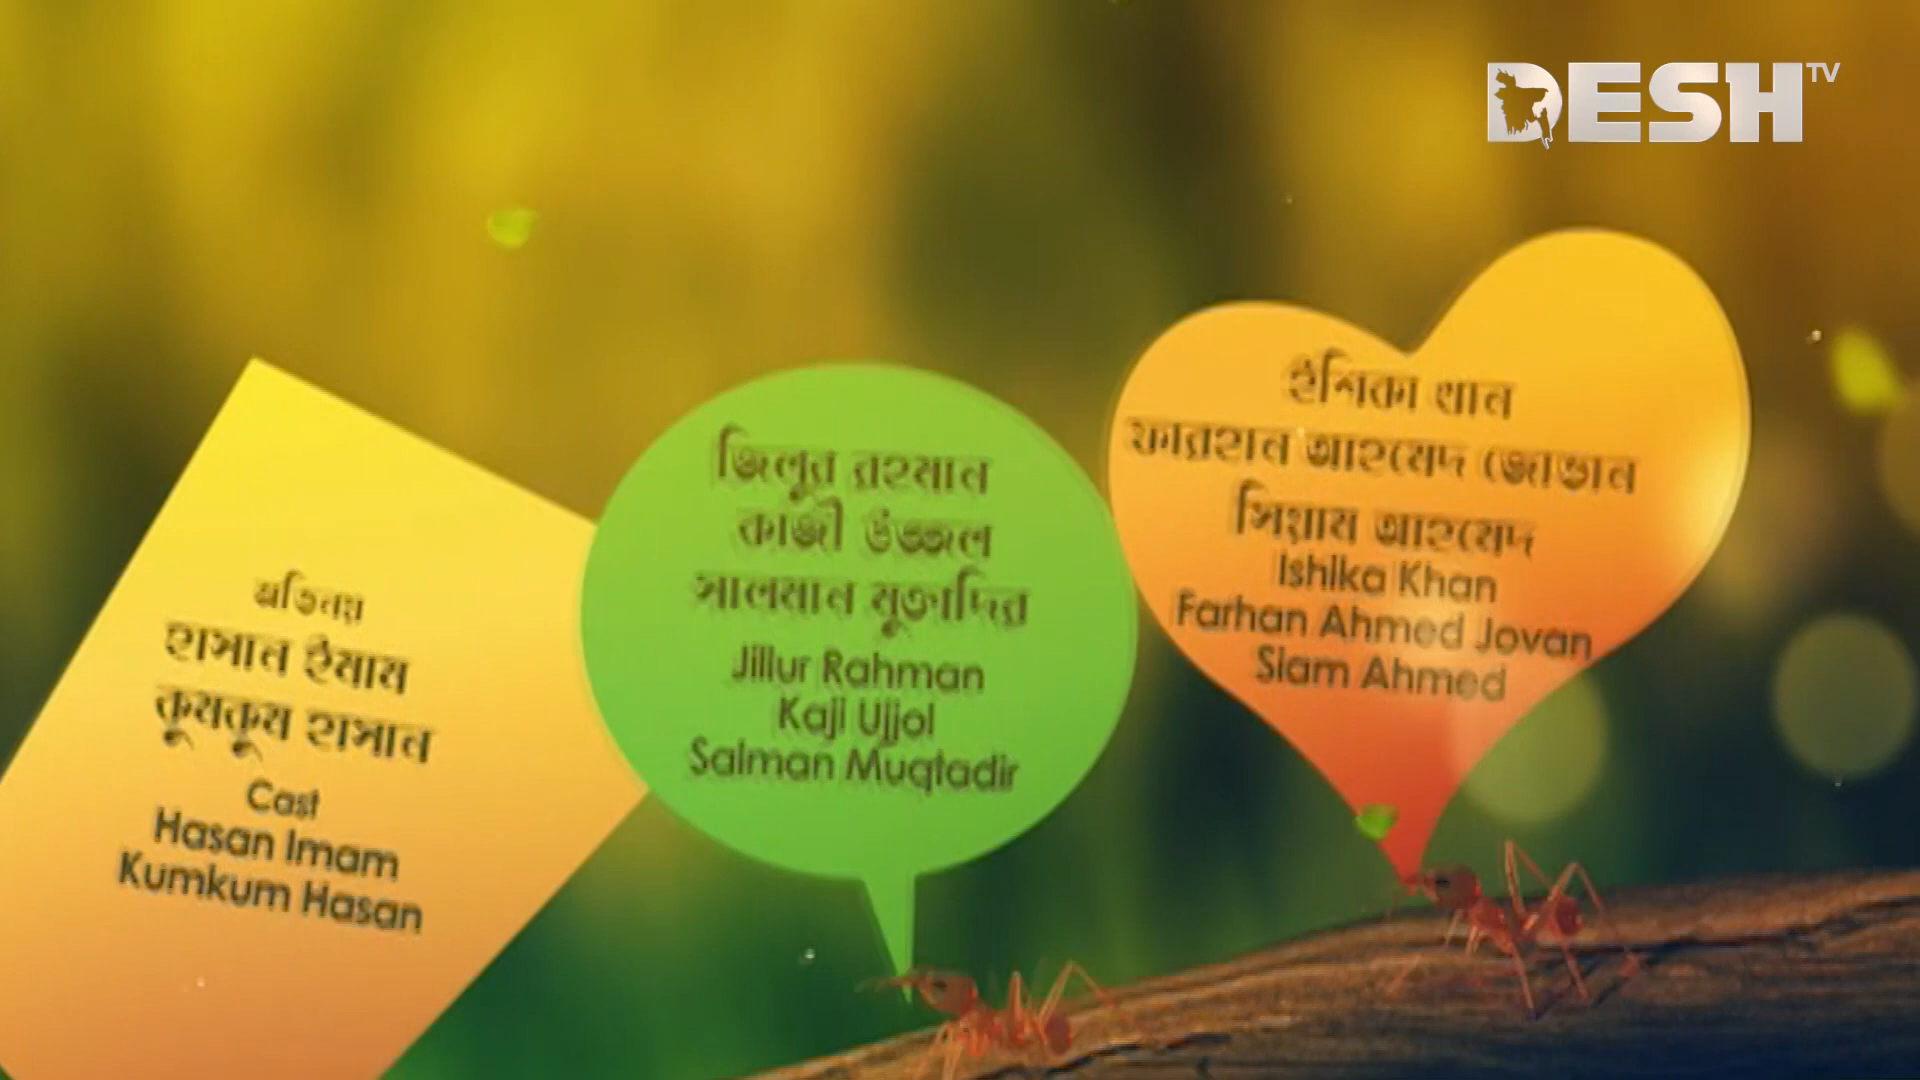 DESH TV
অভিনয়
হাসান ইমাম
কুমকুম হাসান
Cast
Hasan Imam
Kumkum Hasan
জিলুর রহমান
কাজী উজ্জল
সালমান মুক্তাদির
Jillur Rahman
Kaji Ujjol
Salman Muqtadir
ইশিকা খান
ফারহান আহমেদ জোভান
সিয়াম আহমেদ
Ishika Khan
Farhan Ahmed Jovan
Siam Ahmed